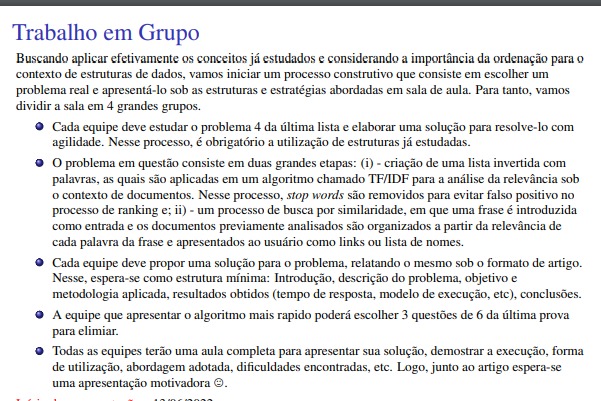 Trabalho em Grupo
Buscando aplicar efetivamente os conceitos já estudados e considerando a importância da ordenação para o
contexto de estruturas de dados, vamos iniciar um processo construtivo que consiste em escolher um
problema real e apresentá-lo sob as estruturas e estratégias abordadas em sala de aula. Para tanto, vamos
dividir a sala em 4 grandes grupos.
Cada equipe deve estudar o problema 4 da última lista e elaborar uma solução para resolve-lo com
agilidade. Nesse processo, é obrigatório a utilização de estruturas já estudadas.
O problema em questão consiste em duas grandes etapas: (i) - criação de uma lista invertida com
palavras, as quais são aplicadas em um algoritmo chamado TF/IDF para a análise da relevância sob
o contexto de documentos. Nesse processo, stop words são removidos para evitar falso positivo no
processo de ranking e; ii) - um processo de busca por similaridade, em que uma frase é introduzida
como entrada e os documentos previamente analisados são organizados a partir da relevância de
cada palavra da frase e apresentados ao usuário como links ou lista de nomes.
Cada equipe deve propor uma solução para o problema, relatando o mesmo sob o formato de artigo.
Nesse, espera-se como estrutura mínima: Introdução, descrição do problema, objetivo e
metodologia aplicada, resultados obtidos (tempo de resposta, modelo de execução, etc), conclusões.
A equipe que apresentar o algoritmo mais rapido poderá escolher 3 questões de 6 da última prova
para elimiar.
Todas as equipes terão uma aula completa para apresentar sua solução, demostrar a execução, forma
de utilização, abordagem adotada, dificuldades encontradas, etc. Logo, junto ao artigo espera-se
uma apresentação motivadora ☺.